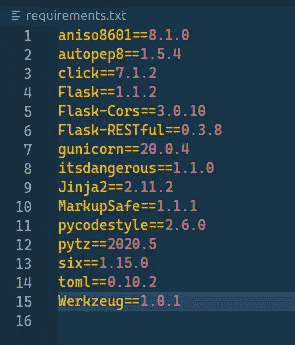 requirements.txt
1 aniso8601==8.1.0
2 autopep8==1.5.4
3 click==7.1.2
4 Flask==1.1.2
5 Flask-Cors==3.0.10
6 Flask-RESTful==0.3.8
7 gunicorn==20.0.4
8 itsdangerous==1.1.0
9 Jinja2==2.11.2
10 MarkupSafe==1.1.1
11 pycodestyle==2.6.0
12 pytz==2020.5
13 six==1.15.0
14 toml==0.10.2
15 Werkzeug==1.0.1
16